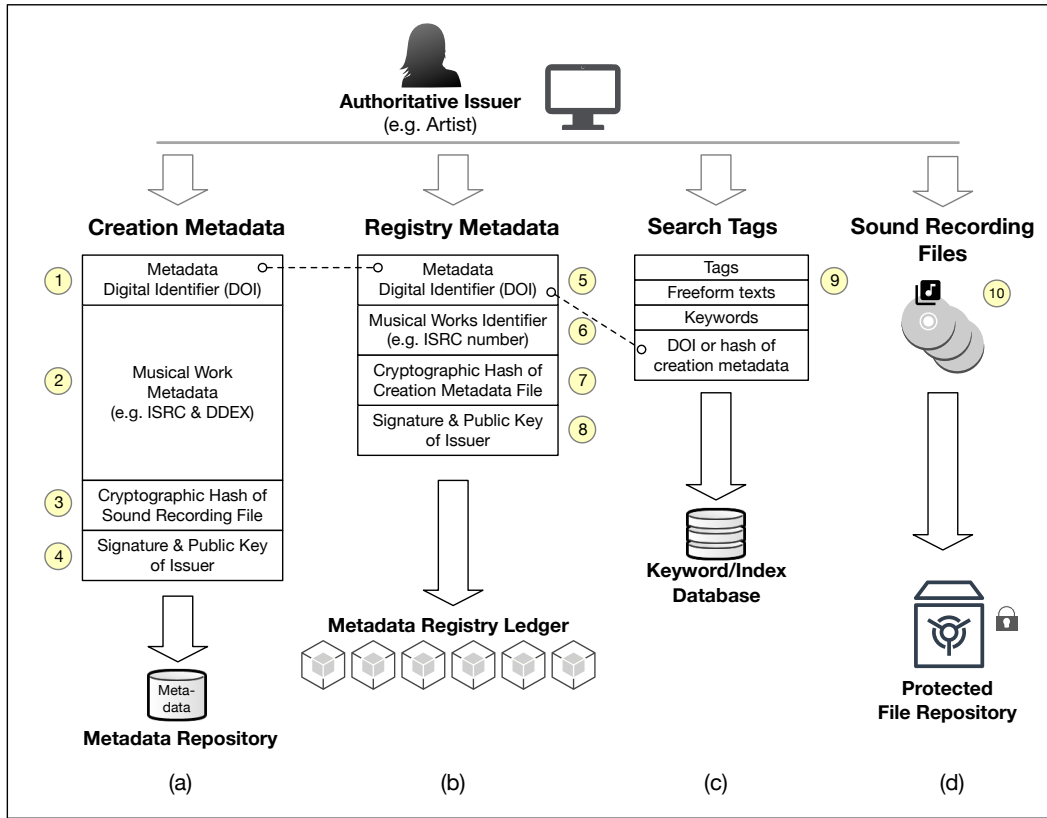 Authoritative Issuer
(e.g. Artist)
Creation Metadata
1
Metadata
Digital Identifier (DOI)
2
Musical Work
Metadata
(e.g. ISRC & DDEX)
3
Cryptographic Hash of
Sound Recording File
4
Signature & Public Key
of Issuer
Meta-
data
Metadata Repository
(a)
Registry Metadata
Metadata
Digital Identifier (DOI)
5
Musical Works Identifier
(e.g. ISRC number)
6
Cryptographic Hash of
Creation Metadata File
7
Signature & Public Key
of Issuer
8
Metadata Registry Ledger
(b)
Search Tags
Tags
9
Freeform texts
Keywords
DOI or hash of
creation metadata
Keyword/Index
Database
(c)
Sound Recording
Files
10
Protected
File Repository
(d)